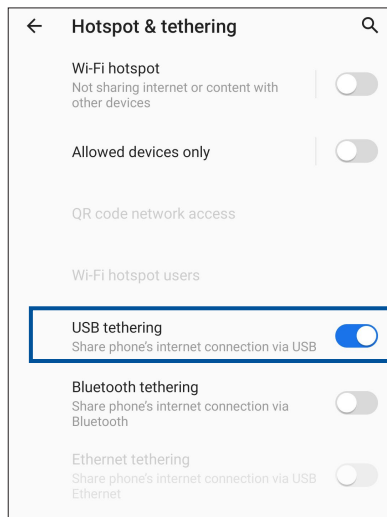 Hotspot & tethering
Wi-Fi hotspot
Not sharing internet or content with
other devices
Allowed devices only
QR code network access
Wi-Fi hotspot users
USB tethering
Share phone's internet connection via USB
Bluetooth tethering
Share phone's internet connection via
Bluetooth
Ethernet tethering
Share phone's internet connection via USB
Ethernet